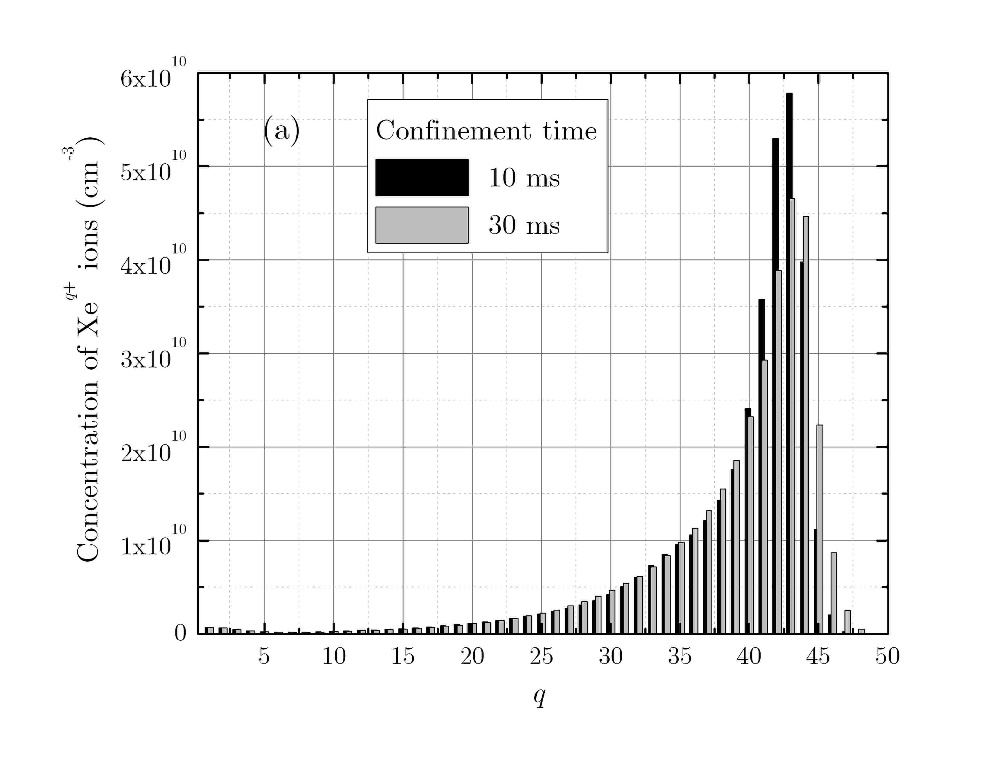 6x10^10
5x10^10
4x10^10
3x10^10
2x10^10
1x10^10
0
Concentration of Xe^q+ ions (cm^-3)
(a)
Confinement time
10 ms
30 ms
5 10 15 20 25 30 35 40 45 50
q